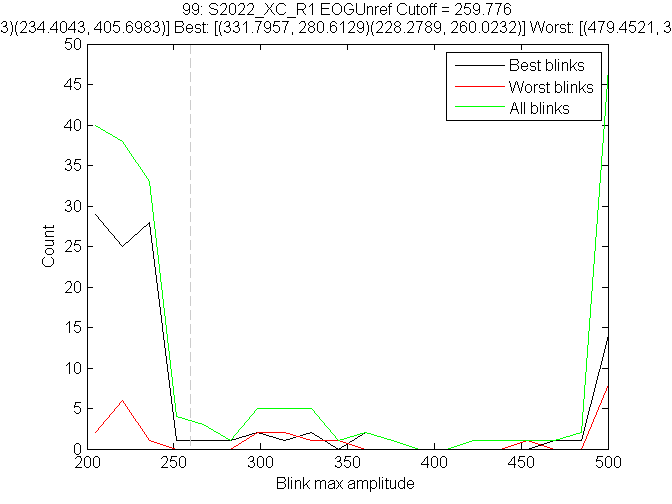 99: S2022_XC_R1 EOGUnref Cutoff = 259.776
3)(234.4043, 405.6983)] Best: [(331.7957, 280.6129)(228.2789, 260.0232)] Worst: [(479.4521, 3
50
45
40
35
30
25
20
15
10
5
0
Count
Best blinks
Worst blinks
All blinks
200 250 300 350 400 450 500
Blink max amplitude